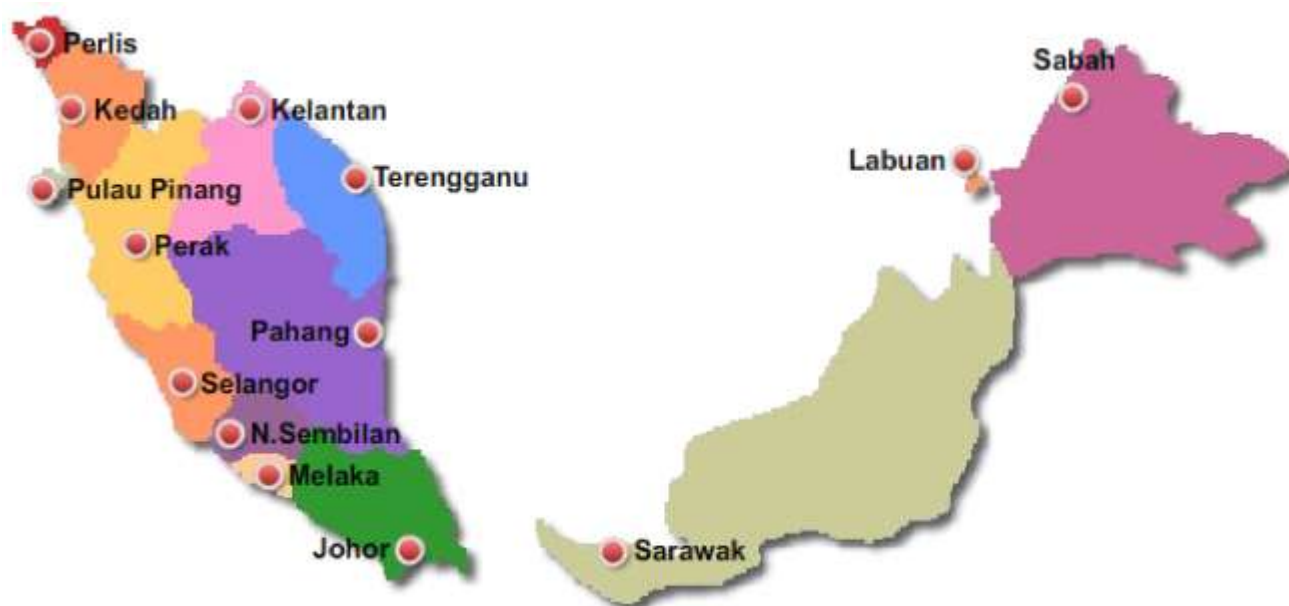 Perlis
Kedah
Kelantan
Pulau Pinang
Terengganu
Perak
Pahang
Selangor
N.Sembilan
Melaka
Johor
Sabah
Labuan
Sarawak